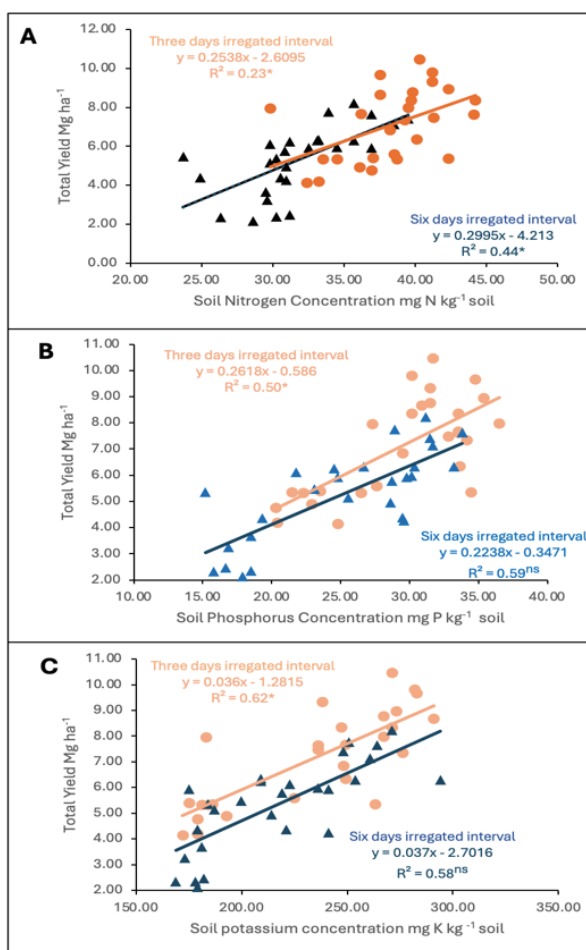 A
Three days irregated interval
y = 0.2538x - 2.6095
R² = 0.23*
12.00
10.00
8.00
6.00
4.00
2.00
0.00
Total Yield Mg ha⁻¹
Six days irregated interval
y = 0.2995x - 4.213
R² = 0.44*
20.00 25.00 30.00 35.00 40.00 45.00 50.00
Soil Nitrogen Concentration mg N kg⁻¹ soil
B
Three days irregated interval
y = 0.2618x - 0.586
R² = 0.50*
11.00
10.00
9.00
8.00
7.00
6.00
5.00
4.00
3.00
2.00
Total Yield Mg ha⁻¹
Six days irregated interval
y = 0.2238x - 0.3471
R² = 0.59ⁿˢ
10.00 15.00 20.00 25.00 30.00 35.00 40.00
Soil Phosphorus Concentration mg P kg⁻¹ soil
C
Three days irregated interval
y = 0.036x - 1.2815
R² = 0.62*
11.00
10.00
9.00
8.00
7.00
6.00
5.00
4.00
3.00
2.00
Total Yield Mg ha⁻¹
Six days irregated interval
y = 0.037x - 2.7016
R² = 0.58ⁿˢ
150.00 200.00 250.00 300.00
Soil potassium concentration mg K kg⁻¹ soil